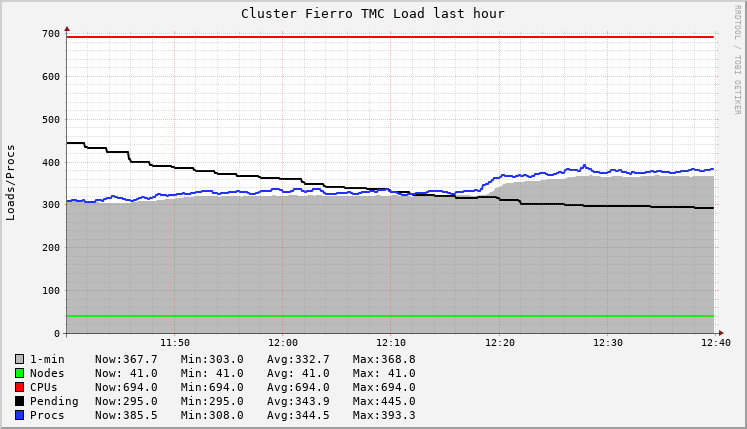 Cluster Fierro TMC Load last hour
RRDTOOL / TOBI OETIKER
Loads/Procs
700
600
500
400
300
200
100
0
11:50 12:00 12:10 12:20 12:30 12:40
1-min Now:367.7 Min:303.0 Avg:332.7 Max:368.8
Nodes Now: 41.0 Min: 41.0 Avg: 41.0 Max: 41.0
CPUs Now:694.0 Min:694.0 Avg:694.0 Max:694.0
Pending Now:295.0 Min:295.0 Avg:343.9 Max:445.0
Procs Now:385.5 Min:308.0 Avg:344.5 Max:393.3